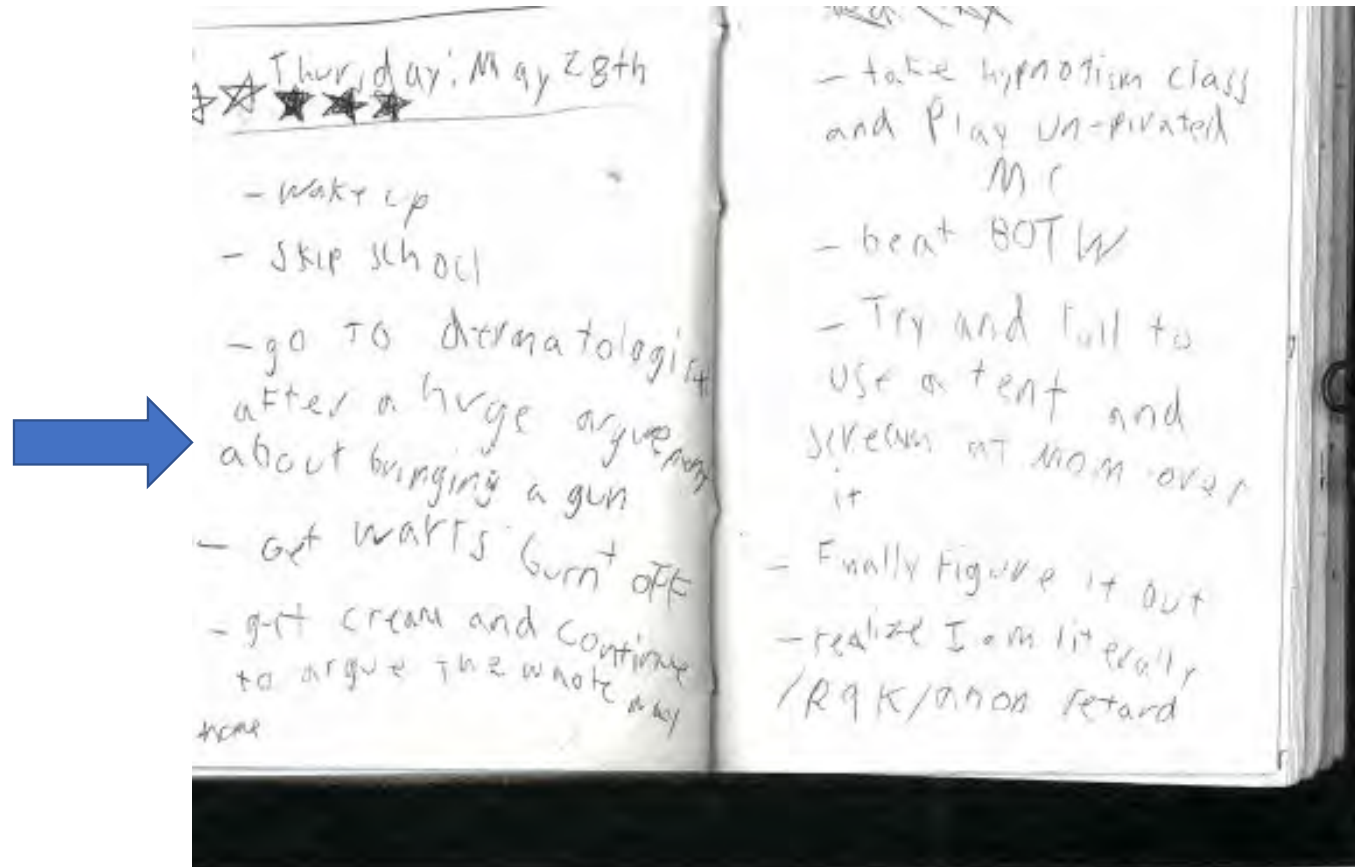 Thursday: May 28th
- wake up
- skip school
- go TO dermatologist
after a huge arguement
about bringing a gun
- Get warts burnt off
- get cream and continue
to argue The whole way
home
- take hypnotism class
and Play un-pirated
MC
- beat BOTW
- Try and fail to
use a tent and
scream at Mom over
it
- Finally figure it out
- realize I am literally
/R9K/anon retard